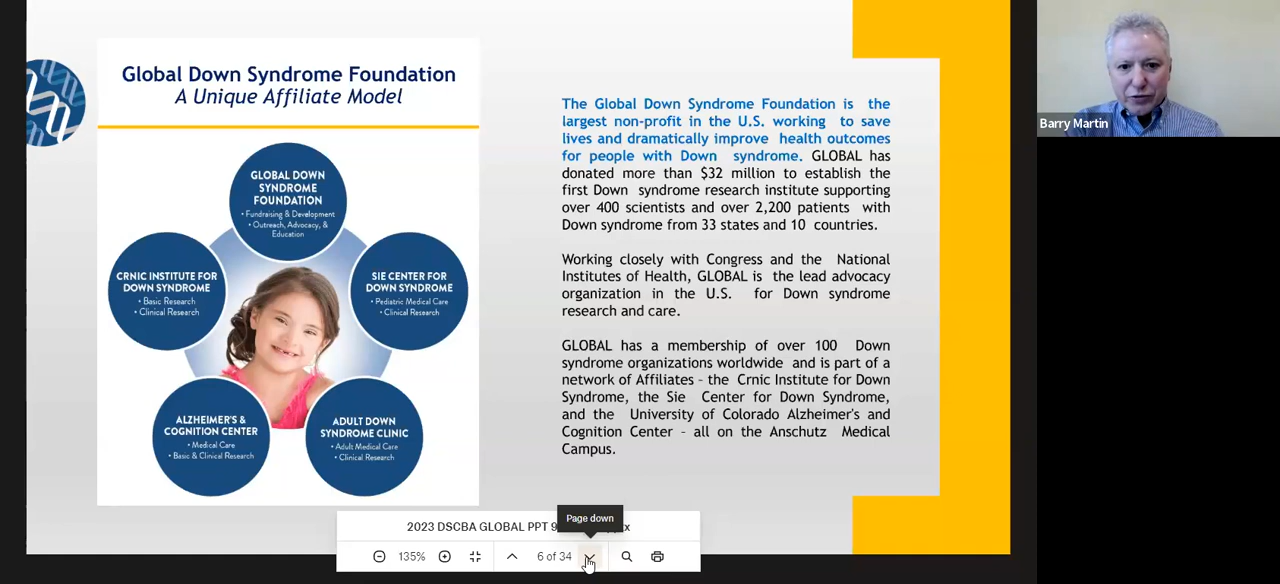 Global Down Syndrome Foundation
A Unique Affiliate Model
GLOBAL DOWN
SYNDROME
FOUNDATION
• Fundraising & Development
• Outreach, Advocacy, &
Education
CRNIC INSTITUTE FOR
DOWN SYNDROME
• Basic Research
• Clinical Research
SIE CENTER FOR
DOWN SYNDROME
• Pediatric Medical Care
• Clinical Research
ALZHEIMER'S &
COGNITION CENTER
• Medical Care
• Basic & Clinical Research
ADULT DOWN
SYNDROME CLINIC
• Adult Medical Care
• Clinical Research
The Global Down Syndrome Foundation is the
largest non-profit in the U.S. working to save
lives and dramatically improve health outcomes
for people with Down syndrome. GLOBAL has
donated more than $32 million to establish the
first Down syndrome research institute supporting
over 400 scientists and over 2,200 patients with
Down syndrome from 33 states and 10 countries.
Working closely with Congress and the National
Institutes of Health, GLOBAL is the lead advocacy
organization in the U.S. for Down syndrome
research and care.
GLOBAL has a membership of over 100 Down
syndrome organizations worldwide and is part of a
network of Affiliates – the Crnic Institute for Down
Syndrome, the Sie Center for Down Syndrome,
and the University of Colorado Alzheimer's and
Cognition Center – all on the Anschutz Medical
Campus.
Barry Martin
Page down
2023 DSCBA GLOBAL PPT
135%
6 of 34